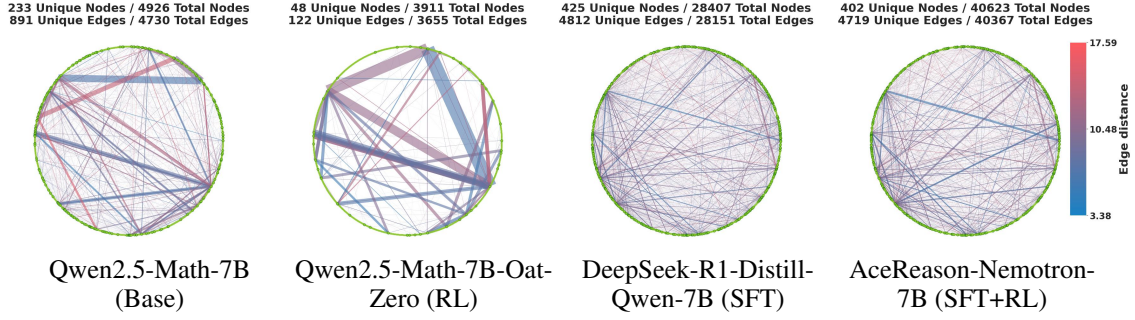 233 Unique Nodes / 4926 Total Nodes
891 Unique Edges / 4730 Total Edges
48 Unique Nodes / 3911 Total Nodes
122 Unique Edges / 3655 Total Edges
425 Unique Nodes / 28407 Total Nodes
4812 Unique Edges / 28151 Total Edges
402 Unique Nodes / 40623 Total Nodes
4719 Unique Edges / 40367 Total Edges
17.59
10.48
3.38
Edge distance
Qwen2.5-Math-7B
(Base)
Qwen2.5-Math-7B-Oat-
Zero (RL)
DeepSeek-R1-Distill-
Qwen-7B (SFT)
AceReason-Nemotron-
7B (SFT+RL)